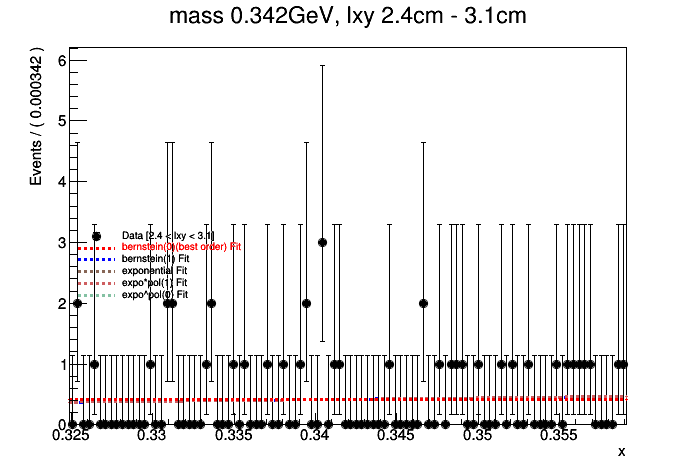 mass 0.342GeV, lxy 2.4cm - 3.1cm
Events / ( 0.000342 )
6
5
4
3
2
1
0
Data [2.4 < lxy < 3.1]
bernstein(0)(best order) Fit
bernstein(1) Fit
exponential Fit
expo*pol(1) Fit
expo^pol(0) Fit
0.325 0.33 0.335 0.34 0.345 0.35 0.355
x